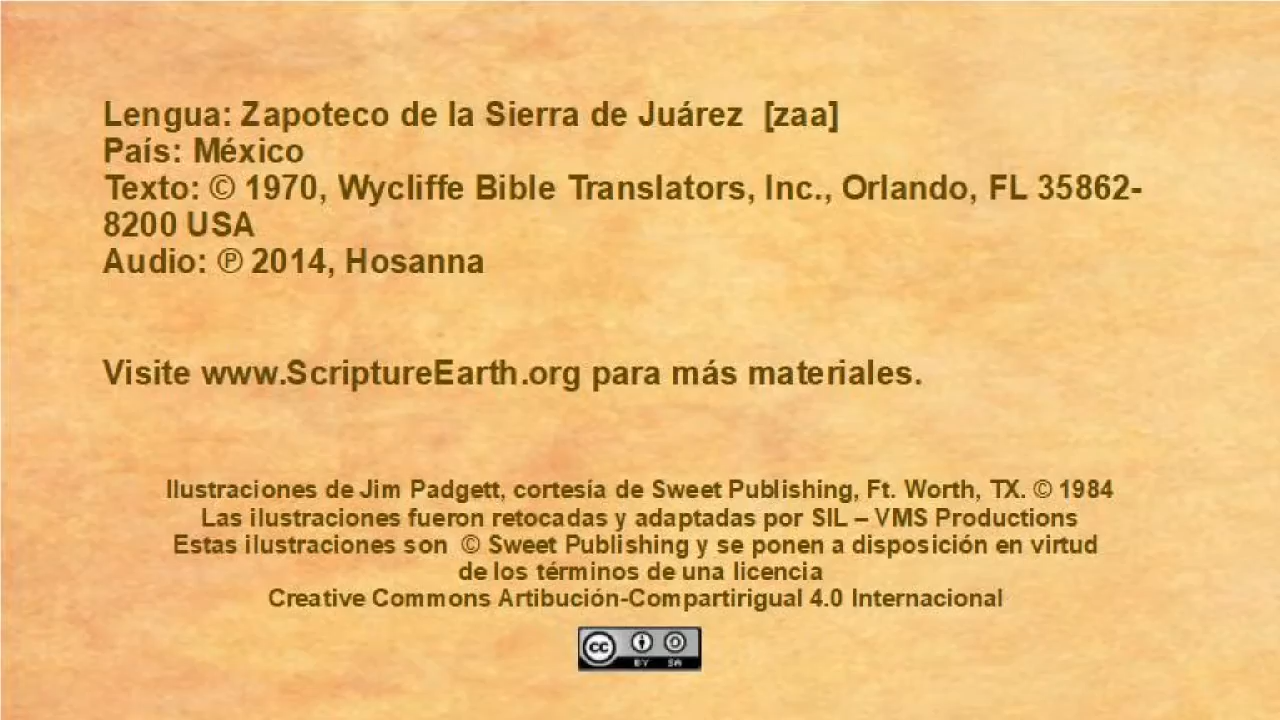 Lengua: Zapoteco de la Sierra de Juárez [zaa]
País: México
Texto: © 1970, Wycliffe Bible Translators, Inc., Orlando, FL 35862-
8200 USA
Audio: ℗ 2014, Hosanna
Visite www.ScriptureEarth.org para más materiales.
Ilustraciones de Jim Padgett, cortesía de Sweet Publishing, Ft. Worth, TX. © 1984
Las ilustraciones fueron retocadas y adaptadas por SIL – VMS Productions
Estas ilustraciones son © Sweet Publishing y se ponen a disposición en virtud
de los términos de una licencia
Creative Commons Artibución-Compartirigual 4.0 Internacional
cc BY SA